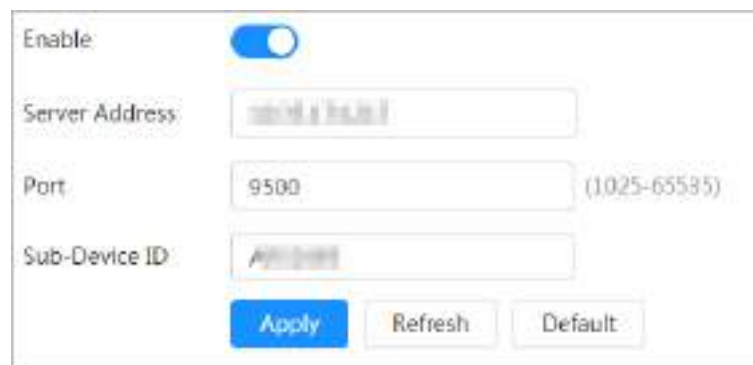 Enable
Server Address
Port 9500 (1025-65535)
Sub-Device ID
Apply Refresh Default